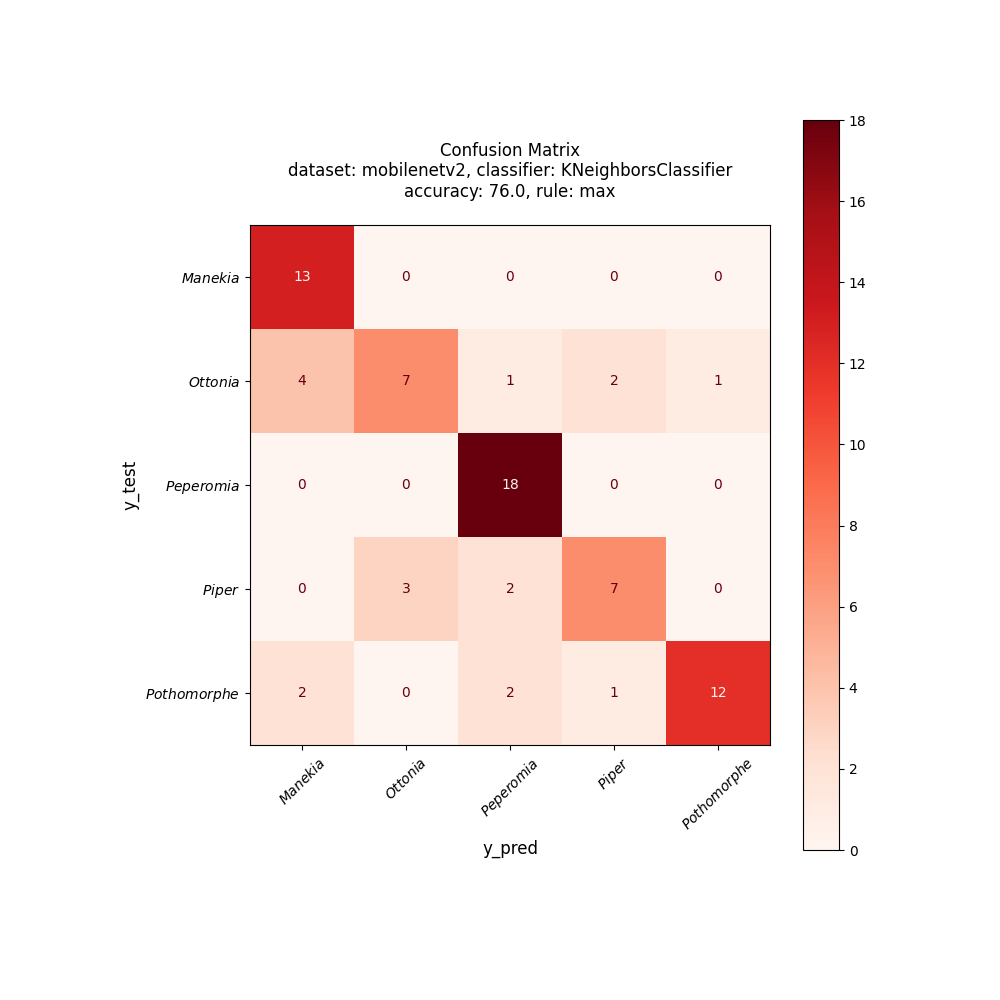 Confusion Matrix
dataset: mobilenetv2, classifier: KNeighborsClassifier
accuracy: 76.0, rule: max
y_test
Manekia 13 0 0 0 0
Ottonia 4 7 1 2 1
Peperomia 0 0 18 0 0
Piper 0 3 2 7 0
Pothomorphe 2 0 2 1 12
Manekia Ottonia Peperomia Piper Pothomorphe
y_pred
18
16
14
12
10
8
6
4
2
0